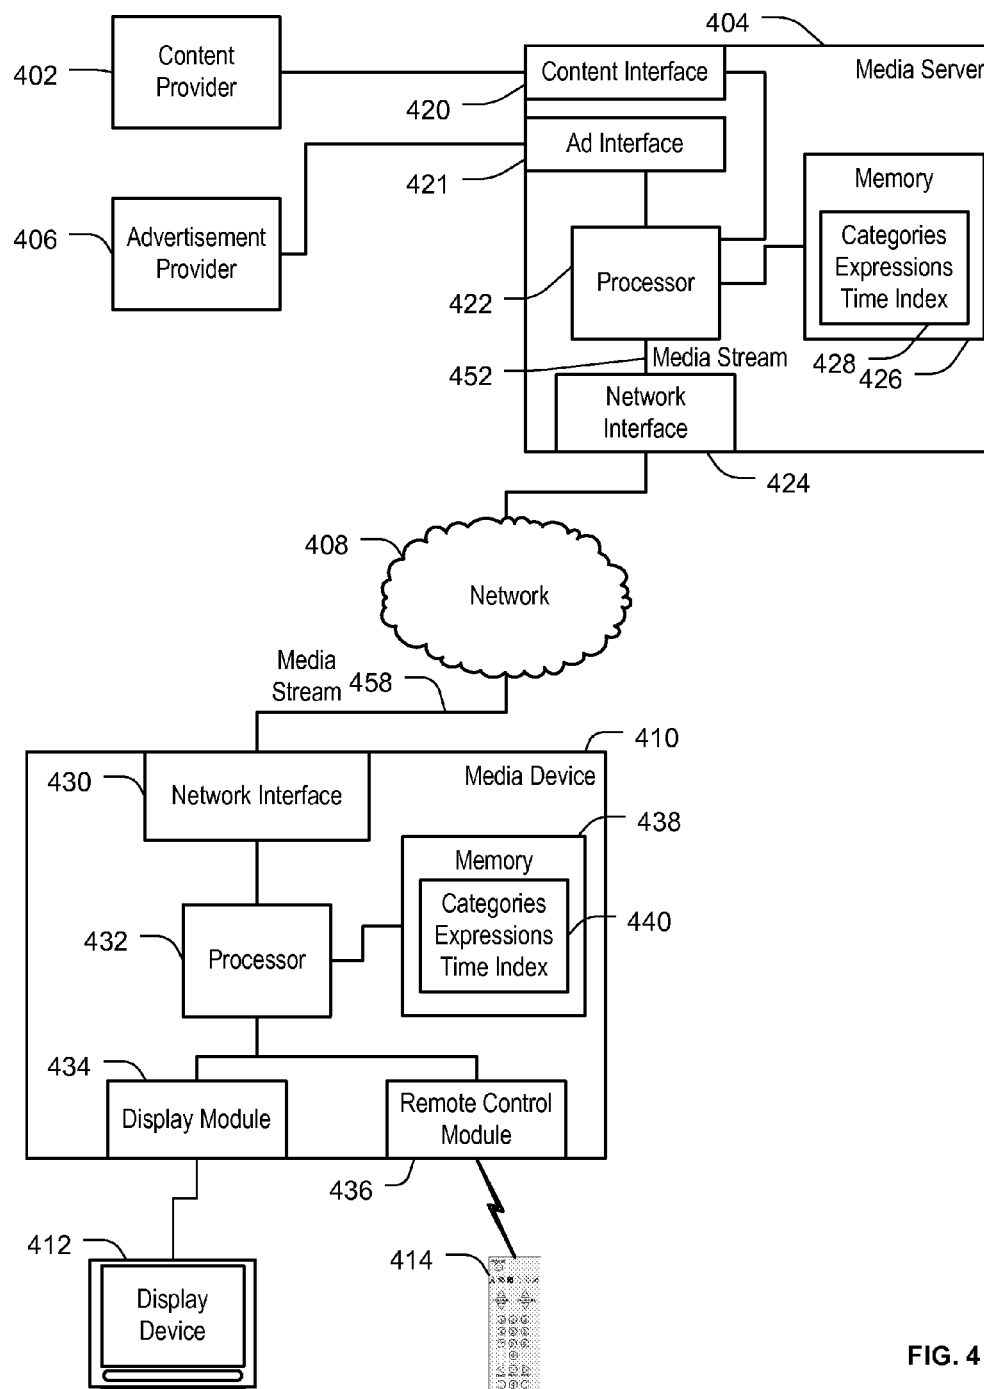 404
Content
Provider
402
Content Interface
Media Server
420
Ad Interface
421
Memory
Advertisement
Provider
406
Categories
Expressions
Time Index
Processor
422
428
426
452
Media Stream
Network
Interface
424
408
Network
Media
Stream
458
410
Media Device
430
Network Interface
438
Memory
Categories
Expressions
Time Index
440
432
Processor
434
Display Module
Remote Control
Module
436
412
414
Display
Device
FIG. 4